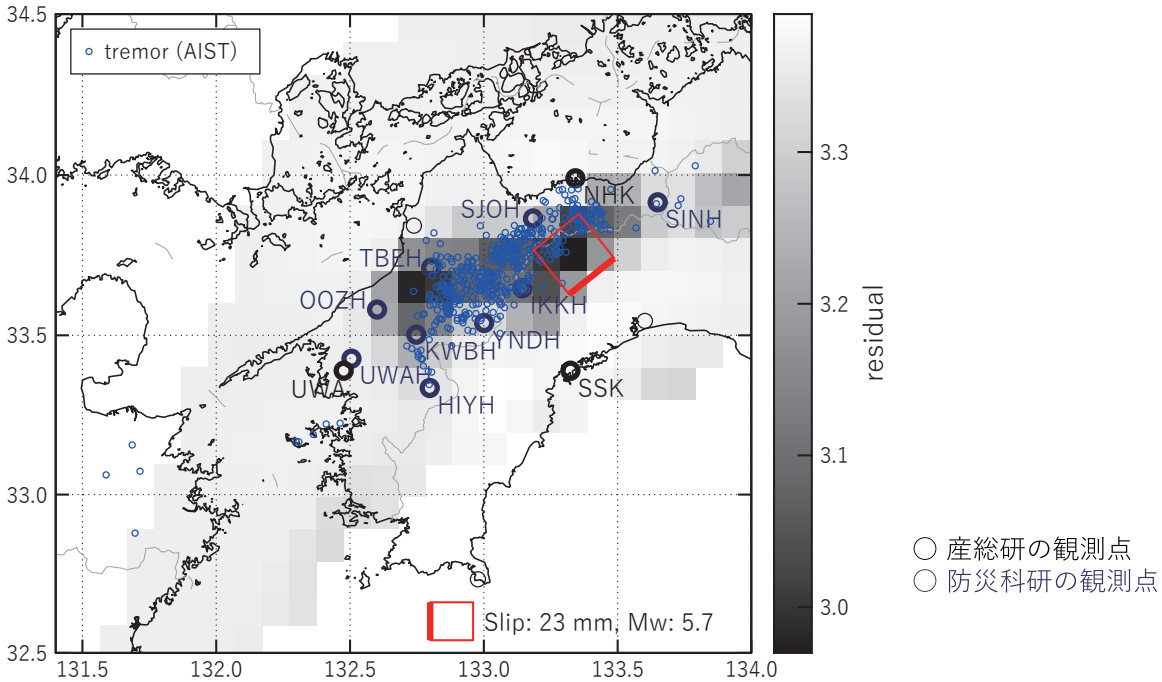 34.5
34.0
33.5
33.0
32.5
131.5
132.0
132.5
133.0
133.5
134.0
tremor (AIST)
NHK
SJOH
SINH
TBEH
OOZH
IKKH
YNDH
KWBH
UWAH
UWA
SSK
HIYH
Slip: 23 mm, Mw: 5.7
3.3
3.2
3.1
3.0
residual
産総研の観測点
防災科研の観測点